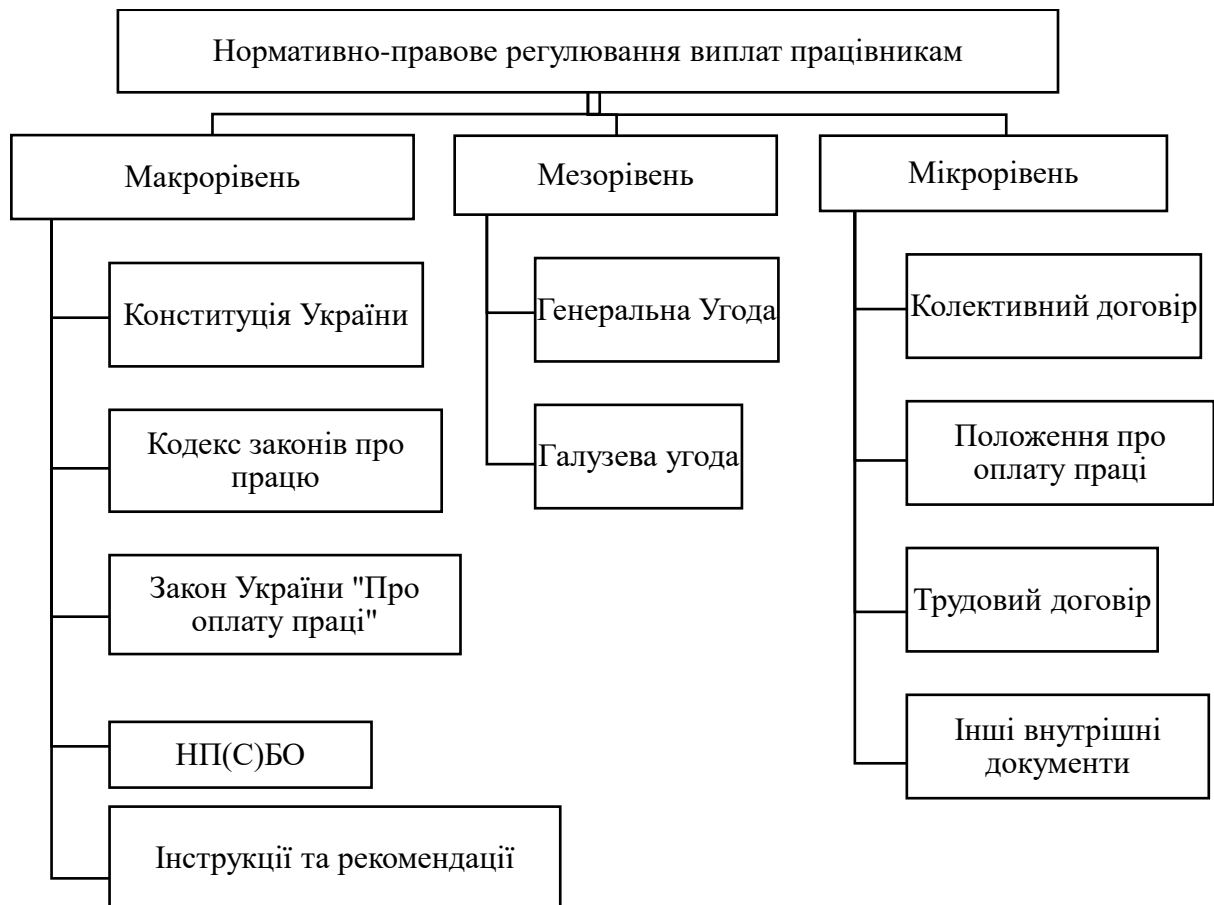 Нормативно-правове регулювання виплат працівникам
Макрорівень
Конституція України
Кодекс законів про
працю
Закон України "Про
оплату праці"
НП(С)БО
Інструкції та рекомендації
Мезорівень
Генеральна Угода
Галузева угода
Мікрорівень
Колективний договір
Положення про
оплату праці
Трудовий договір
Інші внутрішні
документи